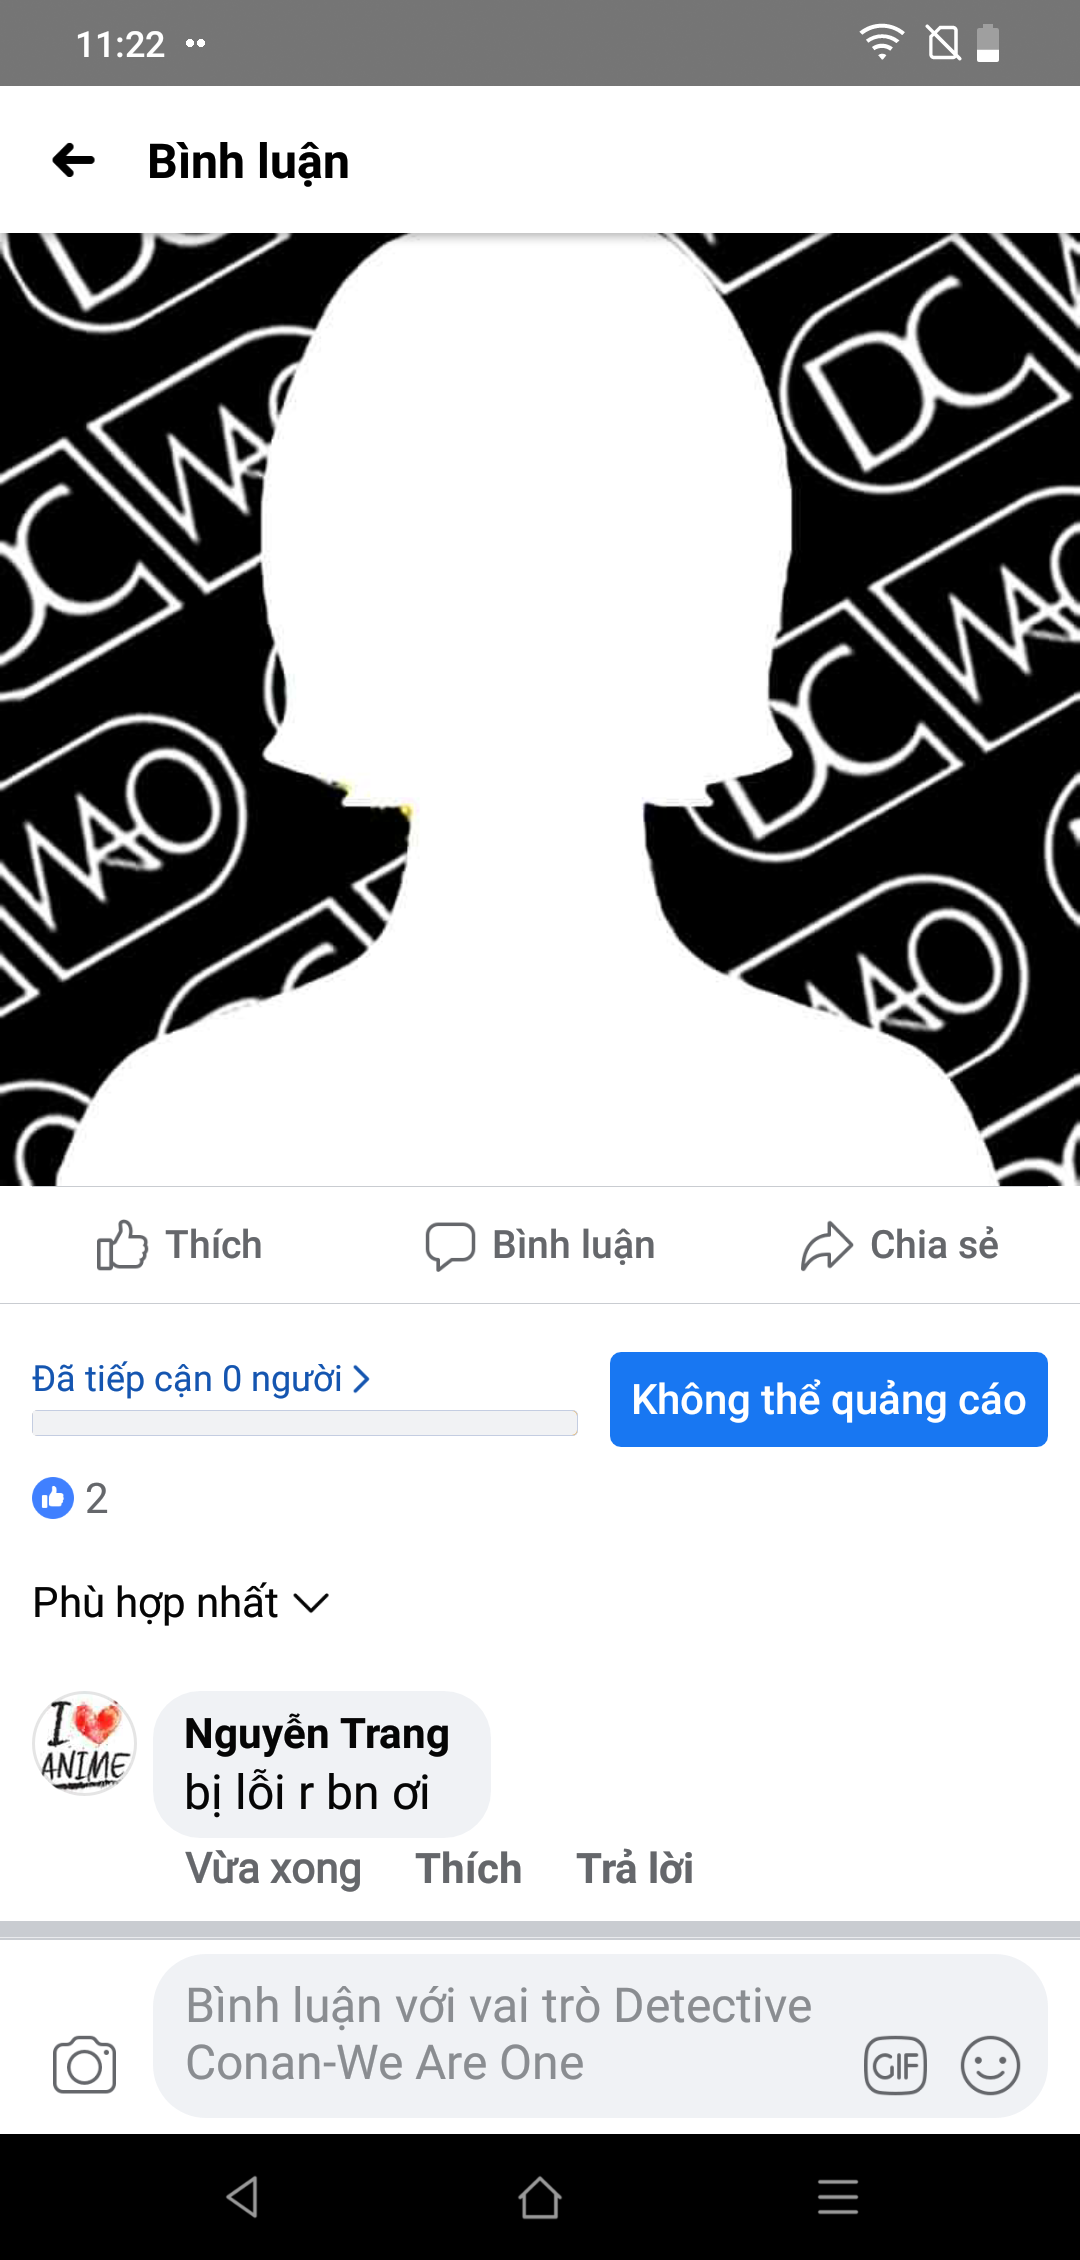 11:22
Bình luận
DC
WAO
DC
DC
WAO
DC
WAO
WAO
Thích
Bình luận
Chia sẻ
Đã tiếp cận 0 người
Không thể quảng cáo
2
Phù hợp nhất
I
ANIME
Nguyễn Trang
bị lỗi r bn ơi
Vừa xong Thích Trả lời
Bình luận với vai trò Detective
Conan-We Are One
GIF